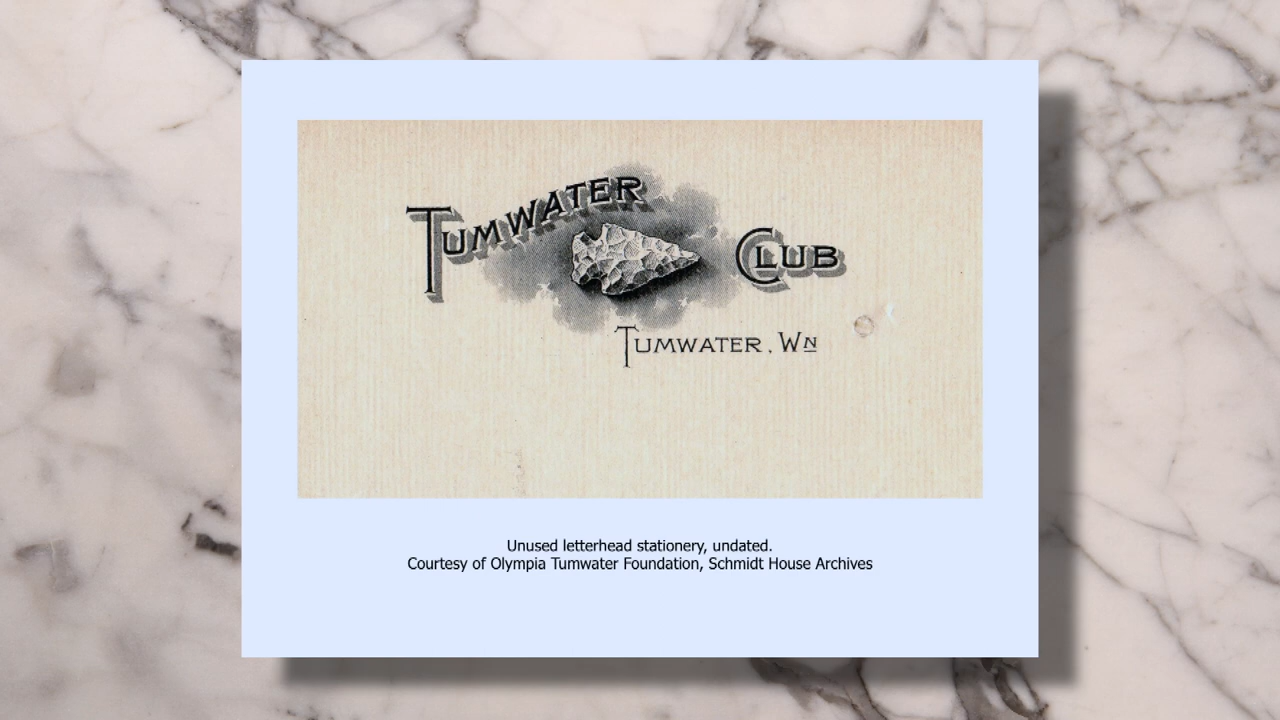 TUMWATER CLUB
TUMWATER, WN
Unused letterhead stationery, undated.
Courtesy of Olympia Tumwater Foundation, Schmidt House Archives